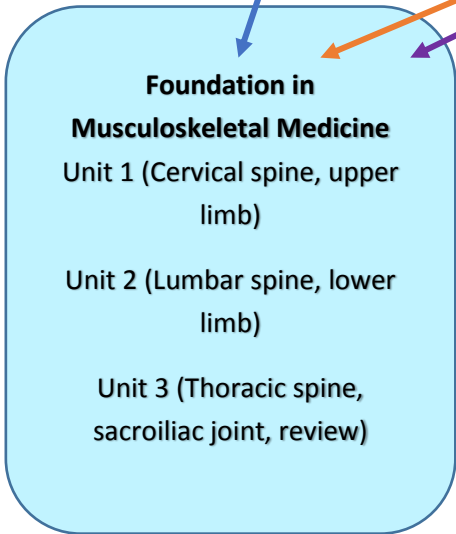 Foundation in
Musculoskeletal Medicine
Unit 1 (Cervical spine, upper
limb)
Unit 2 (Lumbar spine, lower
limb)
Unit 3 (Thoracic spine,
sacroiliac joint, review)